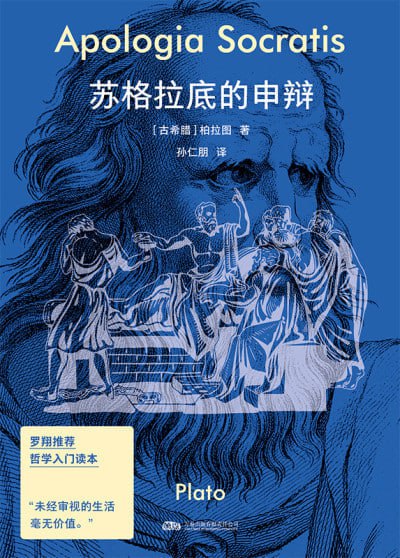 Apologia Socratis
苏格拉底的申辩
[古希腊]柏拉图 著
孙仁朋 译
罗翔推荐
哲学入门读本
“未经审视的生活
毫无价值。”
Plato